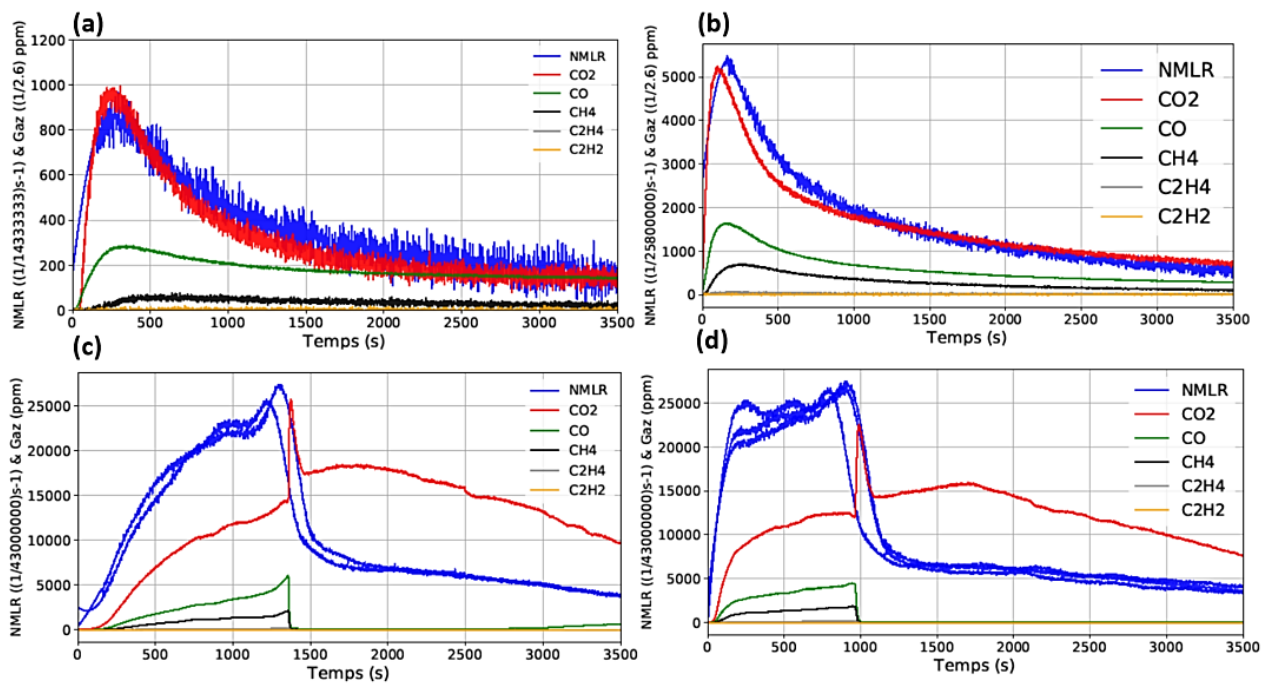 (a)
NMLR ((1/14333333)s-1) & Gaz ((1/2.6) ppm)
1200
1000
800
600
400
200
0
NMLR
CO2
CO
CH4
C2H4
C2H2
0 500 1000 1500 2000 2500 3000 3500
Temps (s)
(b)
NMLR ((1/25800000)s-1) & Gaz ((1/2.6) ppm)
5000
4000
3000
2000
1000
0
NMLR
CO2
CO
CH4
C2H4
C2H2
0 500 1000 1500 2000 2500 3000 3500
Temps (s)
(c)
NMLR ((1/43000000)s-1) & Gaz (ppm)
25000
20000
15000
10000
5000
0
NMLR
CO2
CO
CH4
C2H4
C2H2
0 500 1000 1500 2000 2500 3000 3500
Temps (s)
(d)
NMLR ((1/43000000)s-1) & Gaz (ppm)
25000
20000
15000
10000
5000
0
NMLR
CO2
CO
CH4
C2H4
C2H2
0 500 1000 1500 2000 2500 3000 3500
Temps (s)